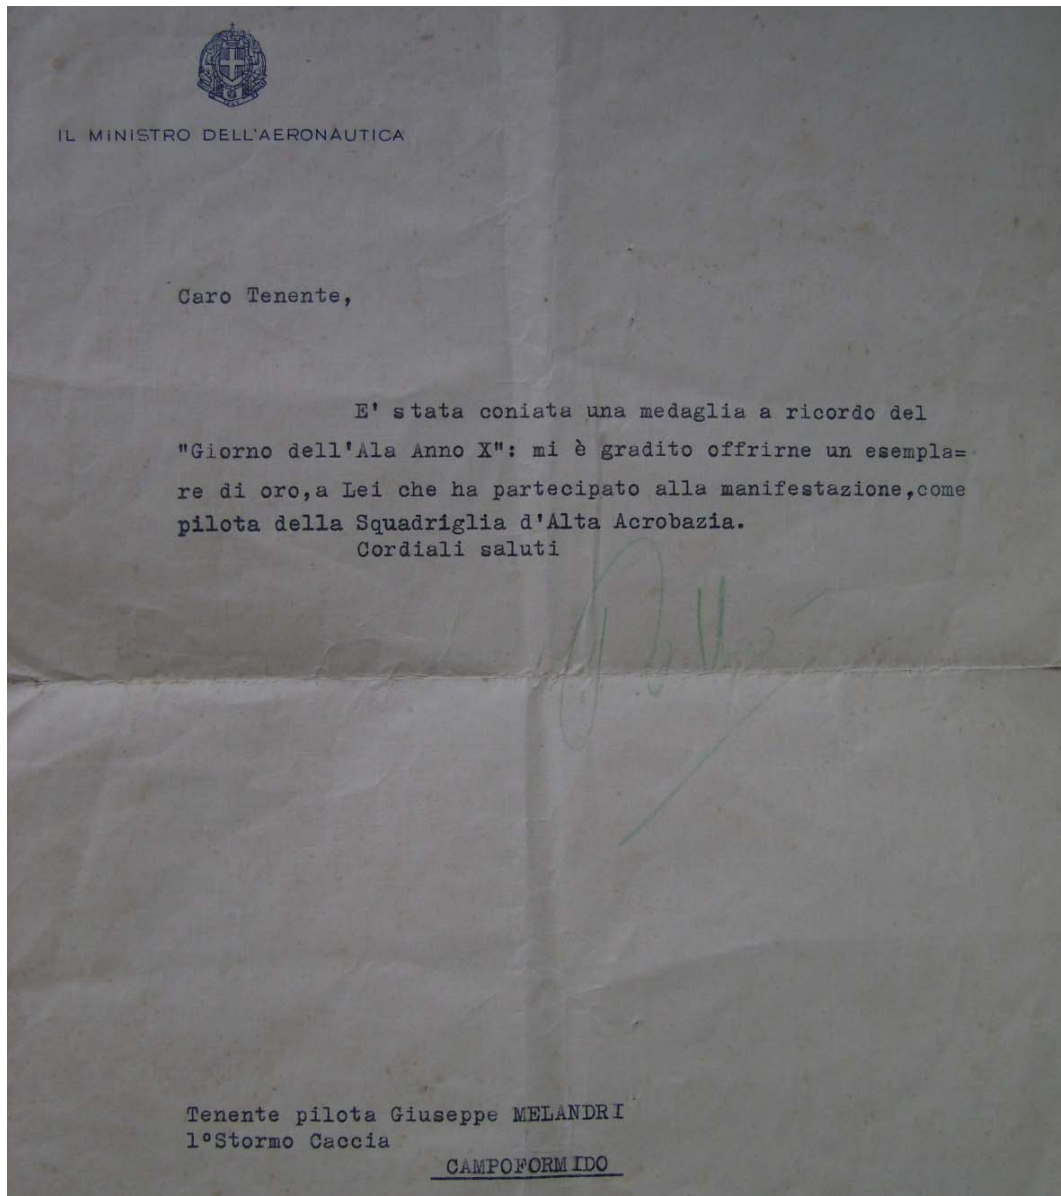 IL MINISTRO DELL'AERONAUTICA
Caro Tenente,
E' stata coniata una medaglia a ricordo del
"Giorno dell'Ala Anno X": mi è gradito offrirne un esempla=
re di oro,a Lei che ha partecipato alla manifestazione,come
pilota della Squadriglia d'Alta Acrobazia.
Cordiali saluti
Tenente pilota Giuseppe MELANDRI
1°Stormo Caccia
CAMPOFORMIDO